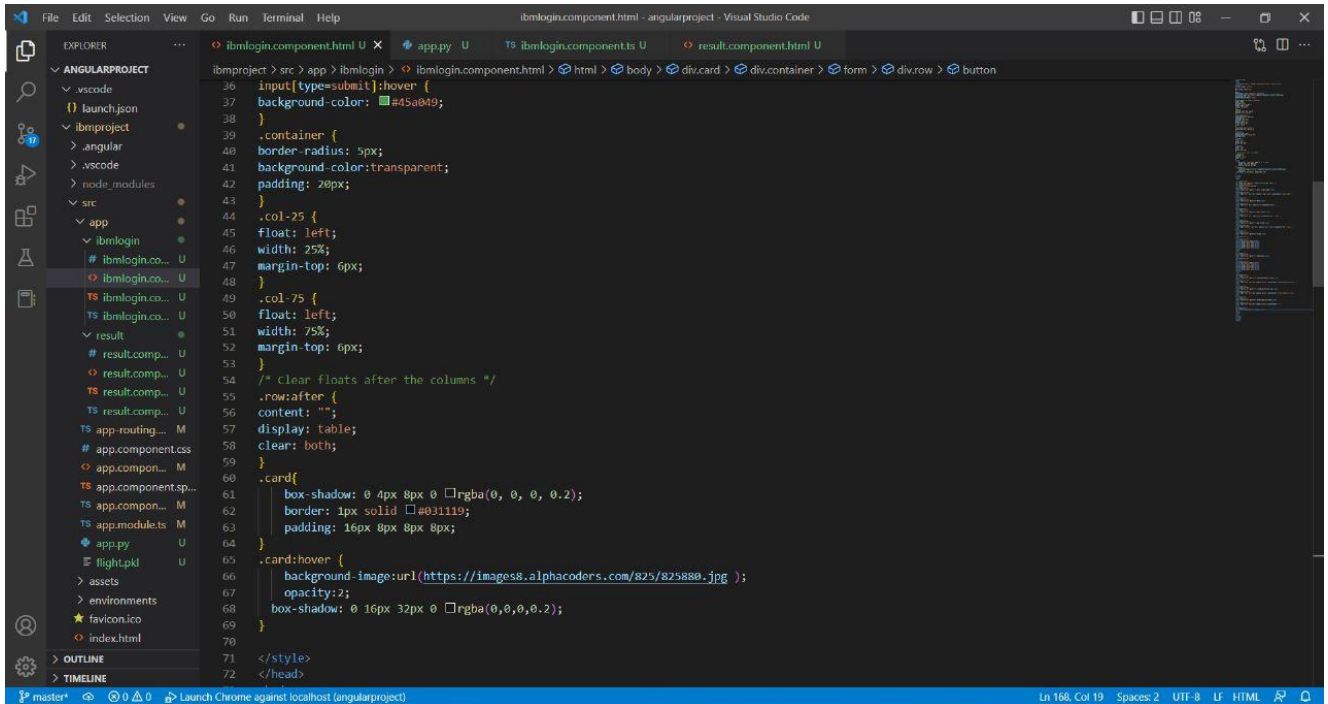 File Edit Selection View Go Run Terminal Help ibmlogin.component.html - angularproject - Visual Studio Code
EXPLORER
ANGULARPROJECT
.vscode
{} launch.json
ibmproject
.angular
.vscode
node_modules
src
app
ibmlogin
# ibmlogin.co... U
<> ibmlogin.co... U
TS ibmlogin.co... U
TS ibmlogin.co... U
result
# result.comp... U
<> result.comp... U
TS result.comp... U
TS result.comp... U
TS app-routing.... M
# app.component.css
<> app.compon... M
TS app.component.sp...
TS app.compon... M
TS app.module.ts M
app.py U
flight.pkl U
assets
environments
favicon.ico
<> index.html
OUTLINE
TIMELINE
17
<> ibmlogin.component.html U × app.py U TS ibmlogin.component.ts U <> result.component.html U
ibmproject > src > app > ibmlogin > <> ibmlogin.component.html > html > body > div.card > div.container > form > div.row > button
36 input[type=submit]:hover {
37 background-color: #45a049;
38 }
39 .container {
40 border-radius: 5px;
41 background-color:transparent;
42 padding: 20px;
43 }
44 .col-25 {
45 float: left;
46 width: 25%;
47 margin-top: 6px;
48 }
49 .col-75 {
50 float: left;
51 width: 75%;
52 margin-top: 6px;
53 }
54 /* Clear floats after the columns */
55 .row:after {
56 content: "";
57 display: table;
58 clear: both;
59 }
60 .card{
61 box-shadow: 0 4px 8px 0 rgba(0, 0, 0, 0.2);
62 border: 1px solid #031119;
63 padding: 16px 8px 8px 8px;
64 }
65 .card:hover {
66 background-image:url(https://images8.alphacoders.com/825/825880.jpg );
67 opacity:2;
68 box-shadow: 0 16px 32px 0 rgba(0,0,0,0.2);
69 }
70
71 </style>
72 </head>
master* 0 0 Launch Chrome against localhost (angularproject) Ln 168, Col 19 Spaces: 2 UTF-8 LF HTML